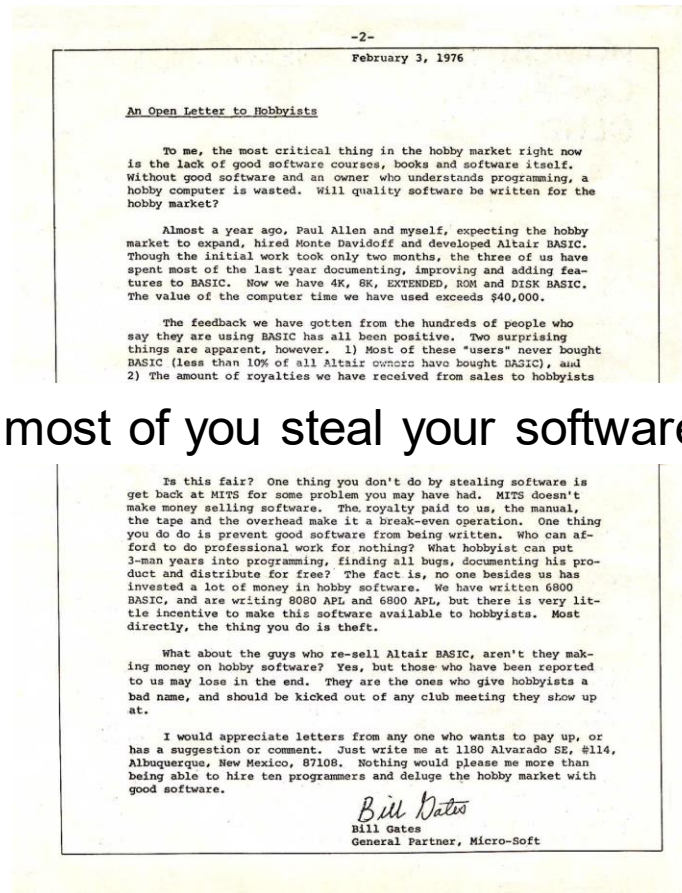 -2-
February 3, 1976
An Open Letter to Hobbyists
To me, the most critical thing in the hobby market right now
is the lack of good software courses, books and software itself.
Without good software and an owner who understands programming, a
hobby computer is wasted. Will quality software be written for the
hobby market?
Almost a year ago, Paul Allen and myself, expecting the hobby
market to expand, hired Monte Davidoff and developed Altair BASIC.
Though the initial work took only two months, the three of us have
spent most of the last year documenting, improving and adding fea-
tures to BASIC. Now we have 4K, 8K, EXTENDED, ROM and DISK BASIC.
The value of the computer time we have used exceeds $40,000.
The feedback we have gotten from the hundreds of people who
say they are using BASIC has all been positive. Two surprising
things are apparent, however. 1) Most of these "users" never bought
BASIC (less than 10% of all Altair owners have bought BASIC), and
2) The amount of royalties we have received from sales to hobbyists
most of you steal your software
Is this fair? One thing you don't do by stealing software is
get back at MITS for some problem you may have had. MITS doesn't
make money selling software. The royalty paid to us, the manual,
the tape and the overhead make it a break-even operation. One thing
you do do is prevent good software from being written. Who can af-
ford to do professional work for nothing? What hobbyist can put
3-man years into programming, finding all bugs, documenting his pro-
duct and distribute for free? The fact is, no one besides us has
invested a lot of money in hobby software. We have written 6800
BASIC, and are writing 8080 APL and 6800 APL, but there is very lit-
tle incentive to make this software available to hobbyists. Most
directly, the thing you do is theft.
What about the guys who re-sell Altair BASIC, aren't they mak-
ing money on hobby software? Yes, but those who have been reported
to us may lose in the end. They are the ones who give hobbyists a
bad name, and should be kicked out of any club meeting they show up
at.
I would appreciate letters from any one who wants to pay up, or
has a suggestion or comment. Just write me at 1180 Alvarado SE, #114,
Albuquerque, New Mexico, 87108. Nothing would please me more than
being able to hire ten programmers and deluge the hobby market with
good software.
Bill Gates
Bill Gates
General Partner, Micro-Soft